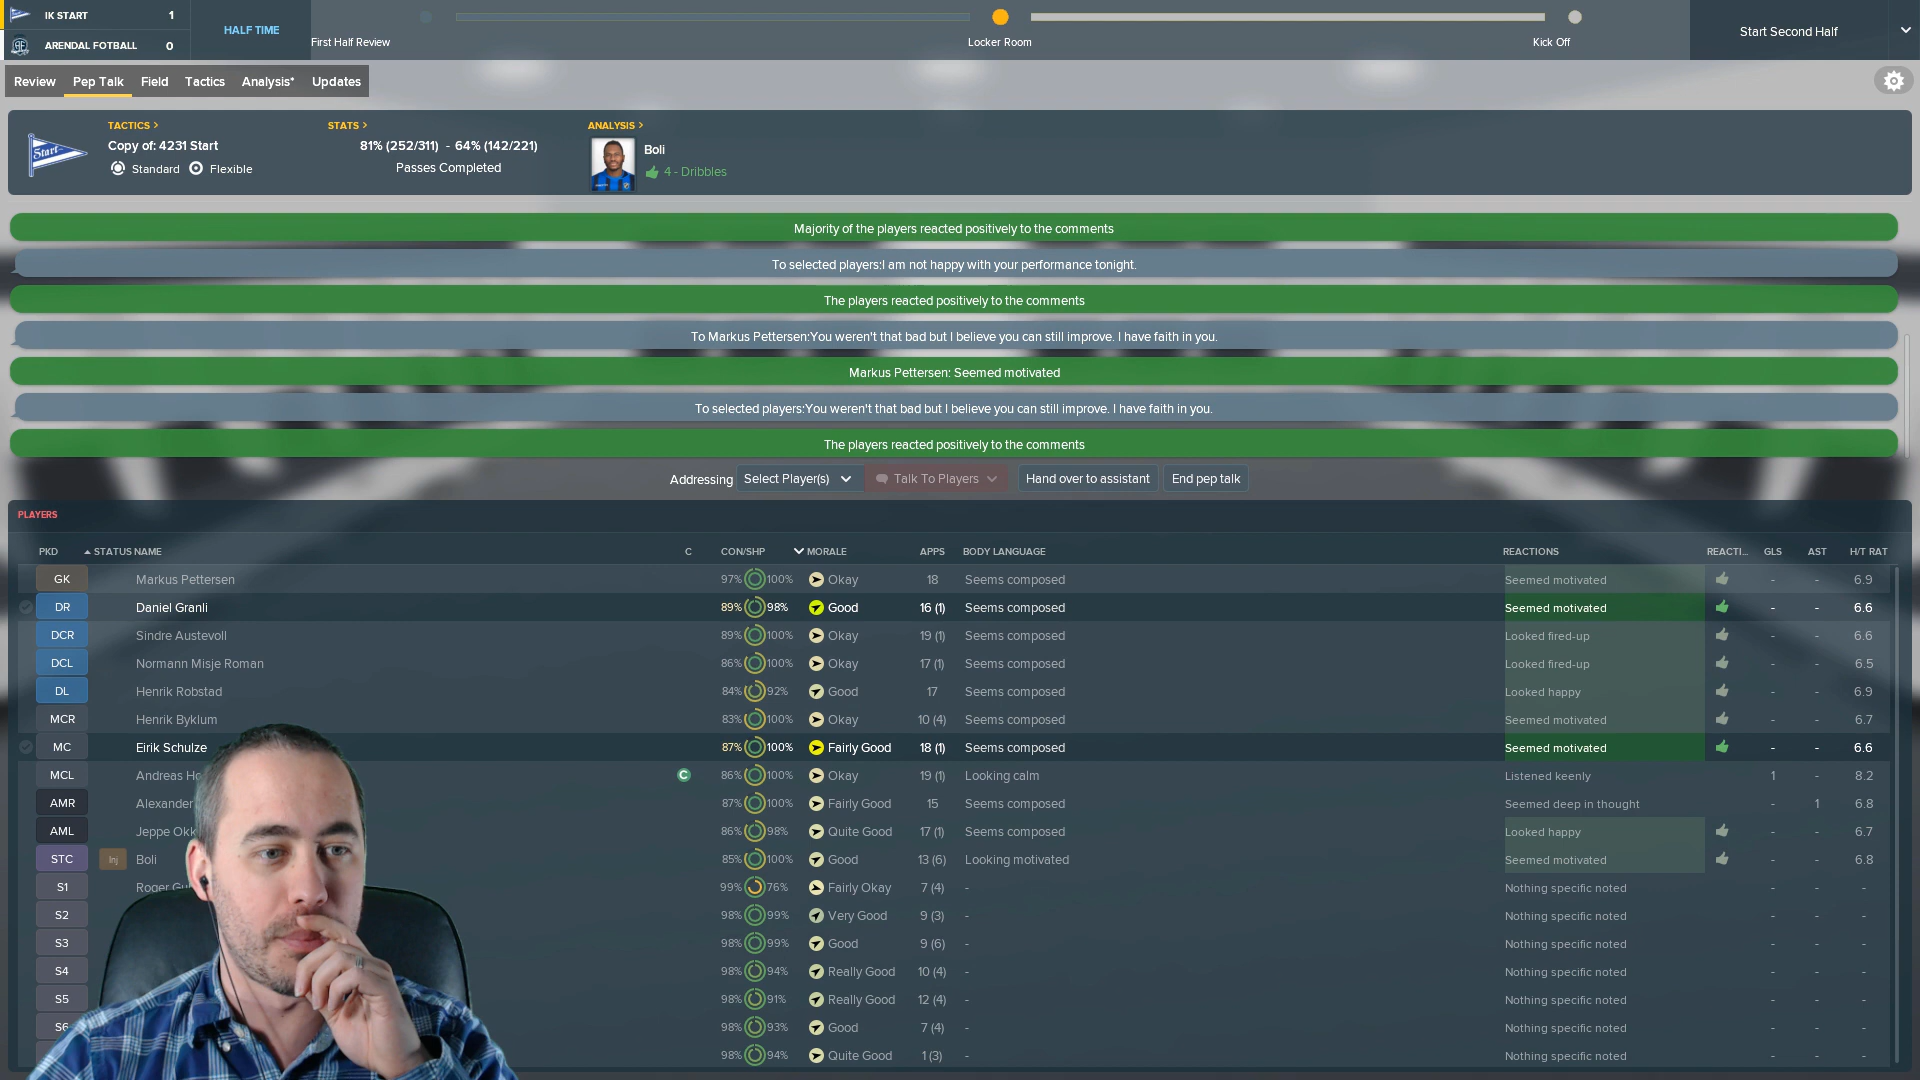 IK START 1
ARENDAL FOTBALL 0
HALF TIME
First Half Review
Locker Room
Kick Off
Start Second Half
Review Pep Talk Field Tactics Analysis* Updates
Start
TACTICS >
Copy of: 4231 Start
Standard Flexible
STATS >
81% (252/311) - 64% (142/221)
Passes Completed
ANALYSIS >
Boli
4 - Dribbles
Majority of the players reacted positively to the comments
To selected players:I am not happy with your performance tonight.
The players reacted positively to the comments
To Markus Pettersen:You weren't that bad but I believe you can still improve. I have faith in you.
Markus Pettersen: Seemed motivated
To selected players:You weren't that bad but I believe you can still improve. I have faith in you.
The players reacted positively to the comments
Addressing Select Player(s) Talk To Players Hand over to assistant End pep talk
PLAYERS
PKD STATUS NAME C CON/SHP MORALE APPS BODY LANGUAGE REACTIONS REACTI... GLS AST H/T RAT
GK Markus Pettersen 97% 100% Okay 18 Seems composed Seemed motivated - - 6.9
DR Daniel Granli 89% 98% Good 16 (1) Seems composed Seemed motivated - - 6.6
DCR Sindre Austevoll 89% 100% Okay 19 (1) Seems composed Looked fired-up - - 6.6
DCL Normann Misje Roman 86% 100% Okay 17 (1) Seems composed Looked fired-up - - 6.5
DL Henrik Robstad 84% 92% Good 17 Seems composed Looked happy - - 6.9
MCR Henrik Byklum 83% 100% Okay 10 (4) Seems composed Seemed motivated - - 6.7
MC Eirik Schulze 87% 100% Fairly Good 18 (1) Seems composed Seemed motivated - - 6.6
MCL Andreas C 86% 100% Okay 19 (1) Looking calm Listened keenly 1 - 8.2
AMR Alexander 87% 100% Fairly Good 15 Seems composed Seemed deep in thought - 1 6.8
AML Jeppe 86% 98% Quite Good 17 (1) Seems composed Looked happy - - 6.7
STC Inj Boli 85% 100% Good 13 (6) Looking motivated Seemed motivated - - 6.8
S1 Roger 99% 76% Fairly Okay 7 (4) - Nothing specific noted - - -
S2 98% 99% Very Good 9 (3) - Nothing specific noted - - -
S3 98% 99% Good 9 (6) - Nothing specific noted - - -
S4 98% 94% Really Good 10 (4) - Nothing specific noted - - -
S5 98% 91% Really Good 12 (4) - Nothing specific noted - - -
S6 98% 93% Good 7 (4) - Nothing specific noted - - -
98% 94% Quite Good 1 (3) - Nothing specific noted - - -